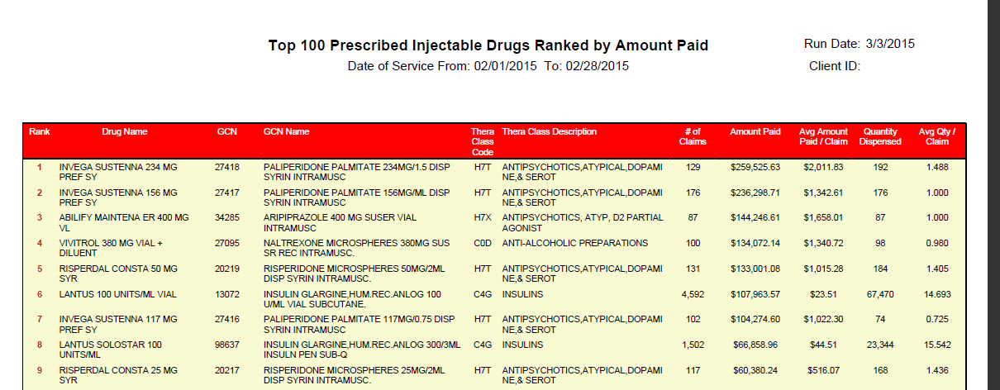 Top 100 Prescribed Injectable Drugs Ranked by Amount Paid
Run Date: 3/3/2015
Date of Service From: 02/01/2015 To: 02/28/2015
Client ID:
Rank Drug Name GCN GCN Name Thera Class Code Thera Class Description # of Claims Amount Paid Avg Amount Paid / Claim Quantity Dispensed Avg Qty / Claim
1 INVEGA SUSTENNA 234 MG 27418 PALIPERIDONE PALMITATE 234MG/1.5 DISP H7T ANTIPSYCHOTICS,ATYPICAL,DOPAMI 129 $259,525.63 $2,011.83 192 1.488
PREF SY SYRIN INTRAMUSC NE,& SEROT
2 INVEGA SUSTENNA 156 MG 27417 PALIPERIDONE PALMITATE 156MG/ML DISP H7T ANTIPSYCHOTICS,ATYPICAL,DOPAMI 176 $236,298.71 $1,342.61 176 1.000
PREF SY SYRIN INTRAMUSC NE,& SEROT
3 ABILIFY MAINTENA ER 400 MG 34285 ARIPIPRAZOLE 400 MG SUSER VIAL H7X ANTIPSYCHOTICS, ATYP, D2 PARTIAL 87 $144,246.61 $1,658.01 87 1.000
VL INTRAMUSC AGONIST
4 VIVITROL 380 MG VIAL + 27095 NALTREXONE MICROSPHERES 380MG SUS C0D ANTI-ALCOHOLIC PREPARATIONS 100 $134,072.14 $1,340.72 98 0.980
DILUENT SR REC INTRAMUSC.
5 RISPERDAL CONSTA 50 MG 20219 RISPERIDONE MICROSPHERES 50MG/2ML H7T ANTIPSYCHOTICS,ATYPICAL,DOPAMI 131 $133,001.08 $1,015.28 184 1.405
SYR DISP SYRIN INTRAMUSC. NE,& SEROT
6 LANTUS 100 UNITS/ML VIAL 13072 INSULIN GLARGINE,HUM.REC.ANLOG 100 C4G INSULINS 4,592 $107,963.57 $23.51 67,470 14.693
U/ML VIAL SUBCUTANE.
7 INVEGA SUSTENNA 117 MG 27416 PALIPERIDONE PALMITATE 117MG/0.75 DISP H7T ANTIPSYCHOTICS,ATYPICAL,DOPAMI 102 $104,274.60 $1,022.30 74 0.725
PREF SY SYRIN INTRAMUSC NE,& SEROT
8 LANTUS SOLOSTAR 100 98637 INSULIN GLARGINE,HUM.REC.ANLOG 300/3ML C4G INSULINS 1,502 $66,858.96 $44.51 23,344 15.542
UNITS/ML INSULN PEN SUB-Q
9 RISPERDAL CONSTA 25 MG 20217 RISPERIDONE MICROSPHERES 25MG/2ML H7T ANTIPSYCHOTICS,ATYPICAL,DOPAMI 117 $60,380.24 $516.07 168 1.436
SYR DISP SYRIN INTRAMUSC. NE,& SEROT